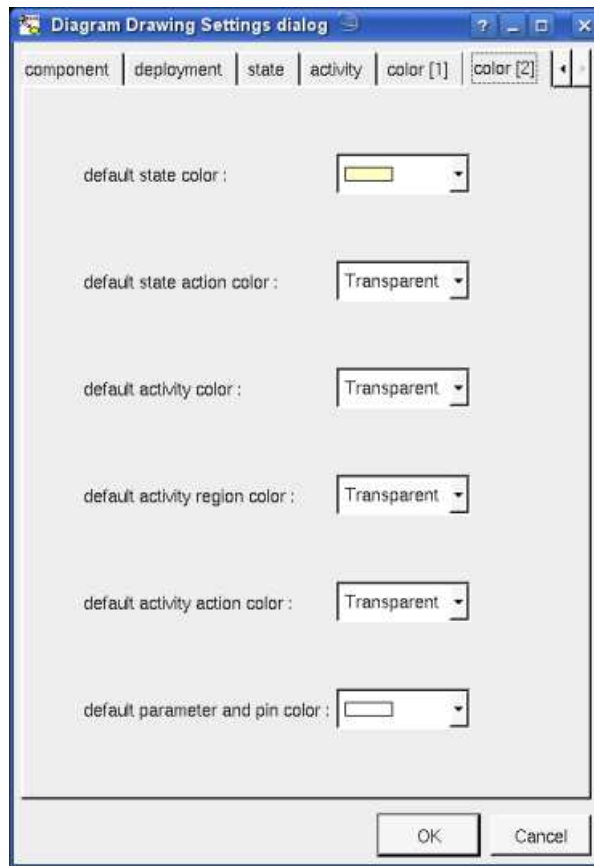 Diagram Drawing Settings dialog
component deployment state activity color [1] color [2]
default state color :
default state action color : Transparent
default activity color : Transparent
default activity region color : Transparent
default activity action color : Transparent
default parameter and pin color :
OK Cancel